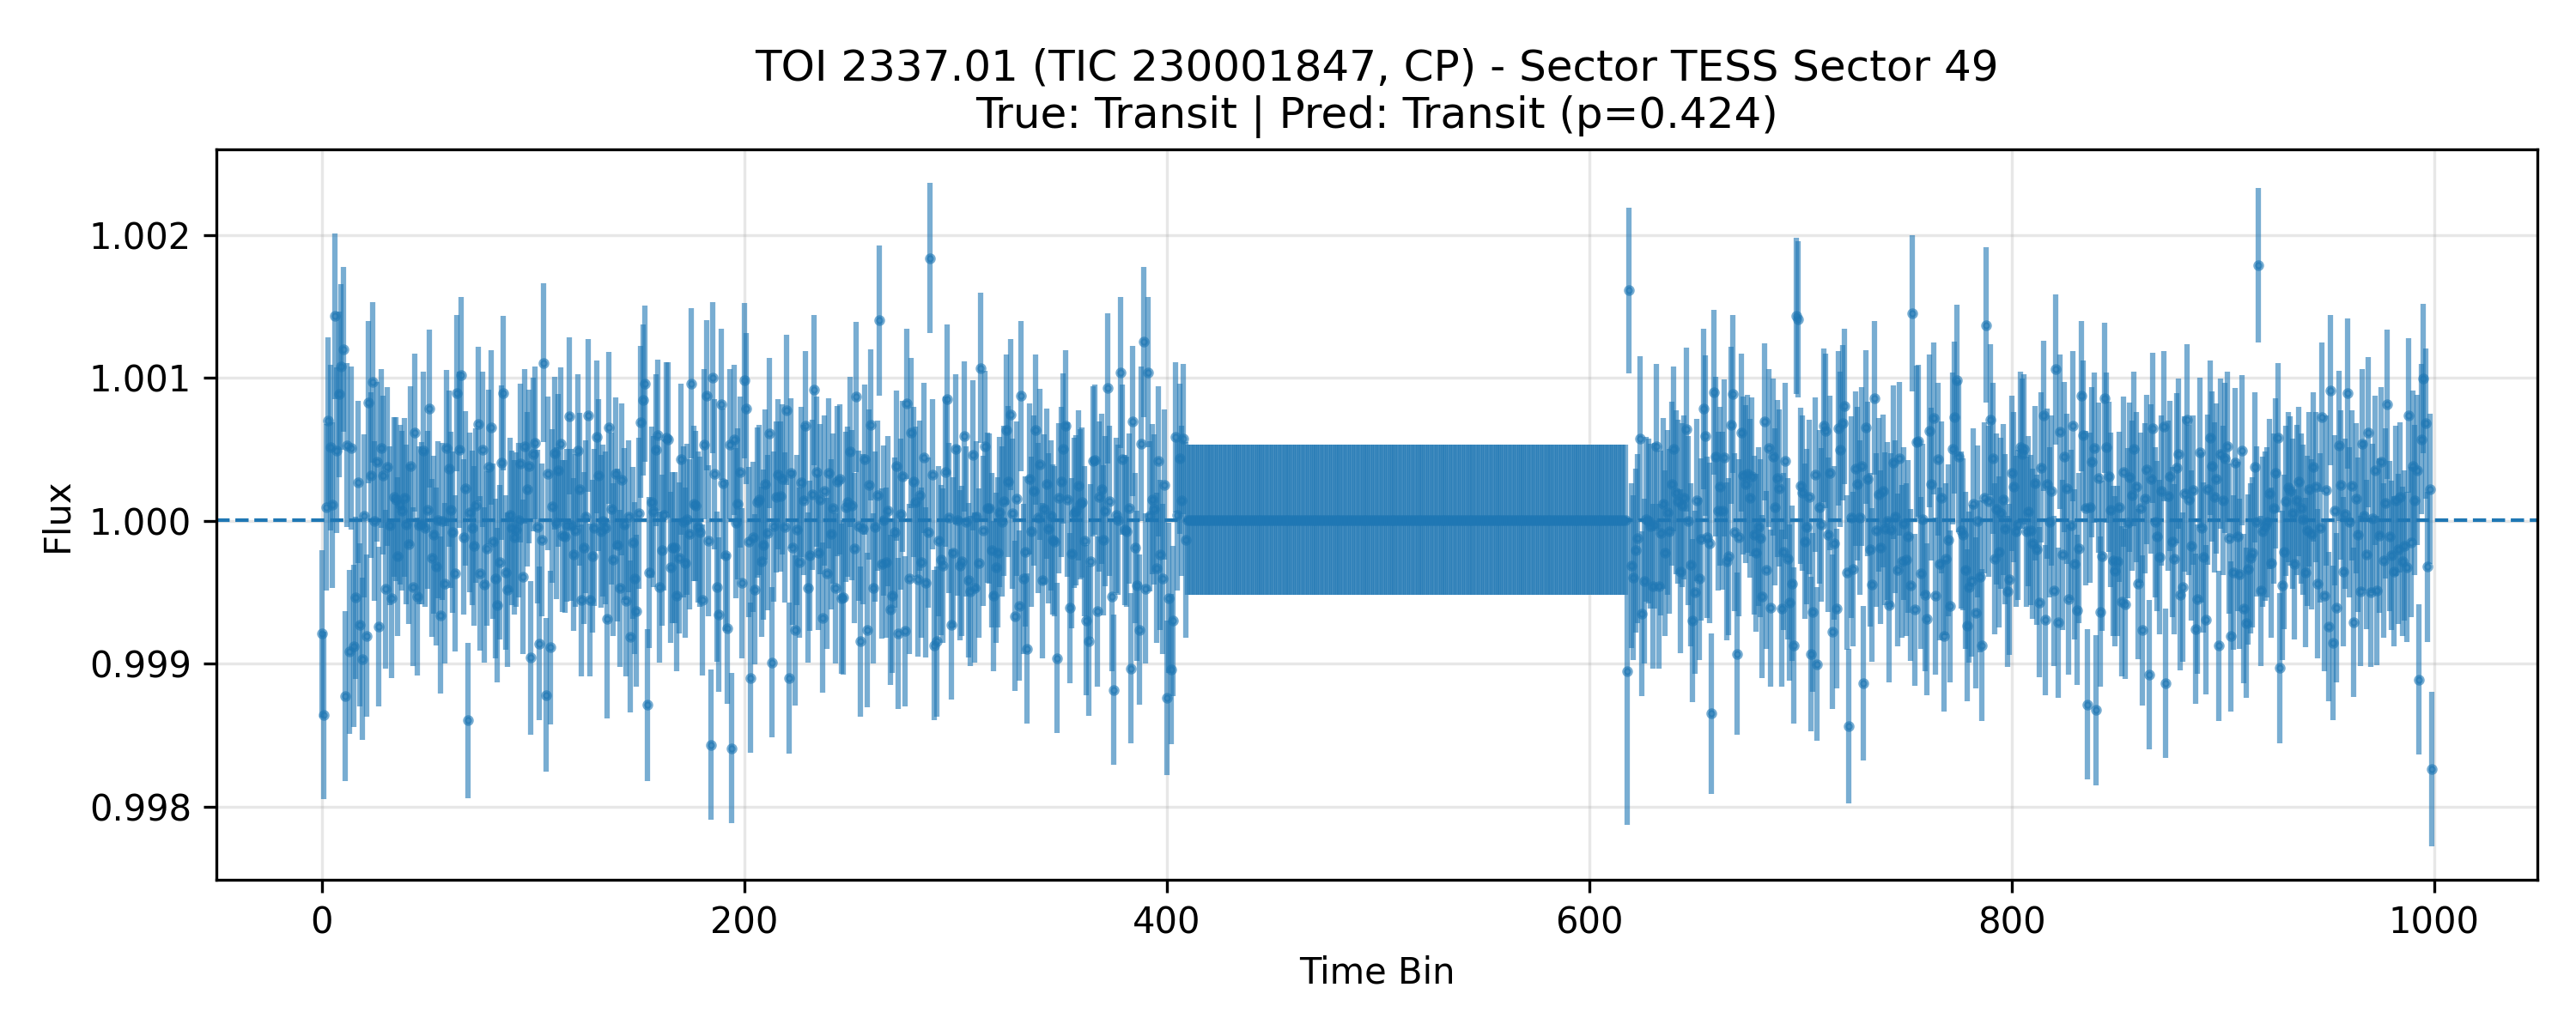 TOI 2337.01 (TIC 230001847, CP) - Sector TESS Sector 49
True: Transit | Pred: Transit (p=0.424)
1.002
1.001
1.000
0.999
0.998
Flux
0 200 400 600 800 1000
Time Bin